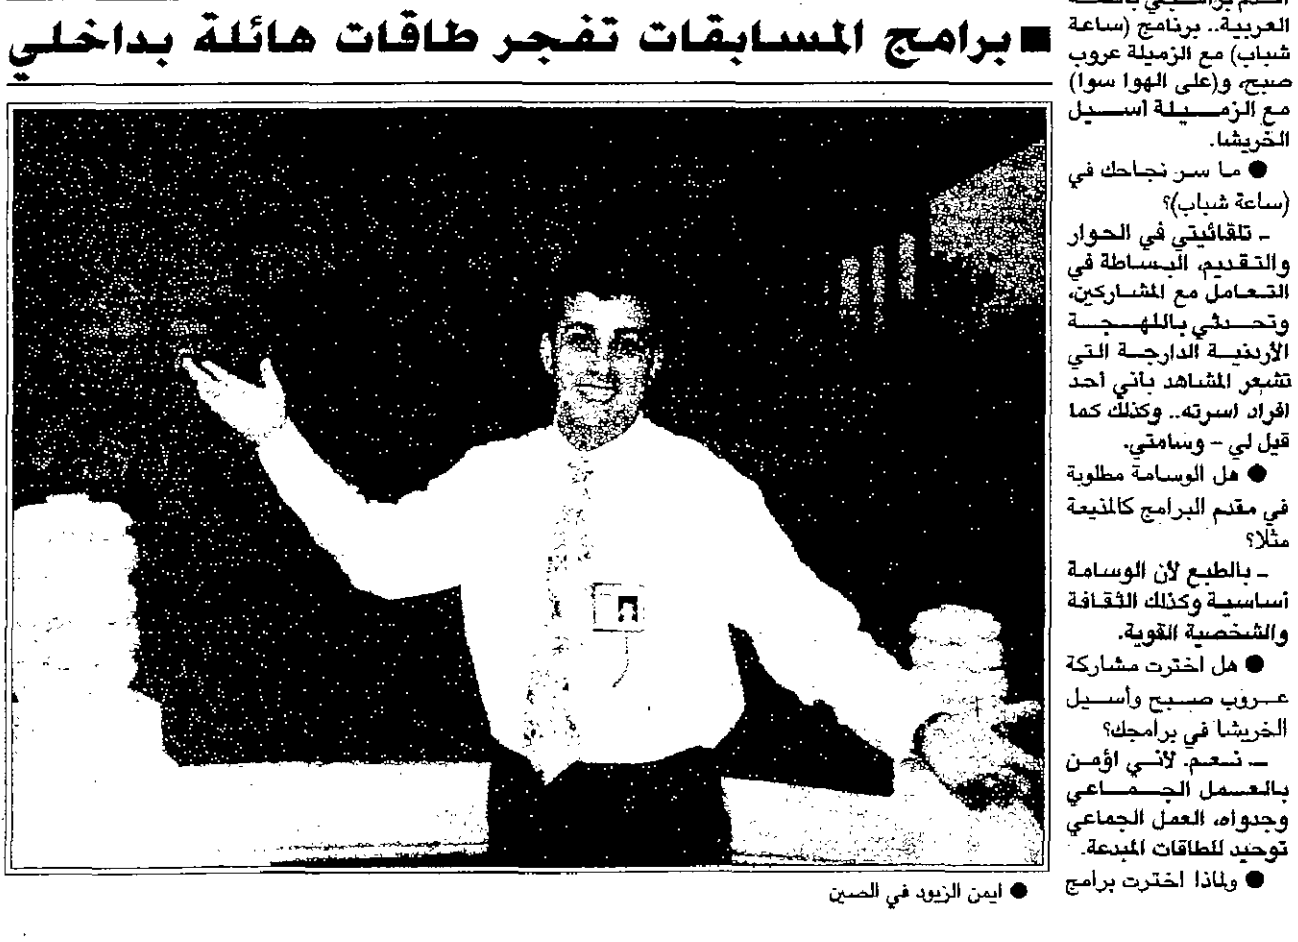 ■ برامج المسابقات تفجر طاقات هائلة بداخلي
العربية.. برنامج (ساعة
شباب) مع الزميلة عروب
صبح، و(على الهوا سوا)
مع الزميلة أسيل
الخريشا.
● ما سر نجاحك في
(ساعة شباب)؟
ـ تلقائيتي في الحوار
والتقديم، البساطة في
التعامل مع المشاركين،
وتحدثي باللهجة
الأردنية الدارجة التي
تشعر المشاهد بأني أحد
افراد اسرته.. وكذلك كما
قيل لي – وسامتي.
● هل الوسامة مطلوبة
في مقدم البرامج كالمذيعة
مثلا؟
ـ بالطبع لأن الوسامة
أساسية وكذلك الثقافة
والشخصية القوية.
● هل اخترت مشاركة
عروب صبح وأسيل
الخريشا في برامجك؟
ـ نعم. لأني اؤمن
بالعمل الجماعي
وجدواه، العمل الجماعي
توحيد للطاقات المبدعة.
● ولماذا اخترت برامج
● ايمن الزيود في الصين